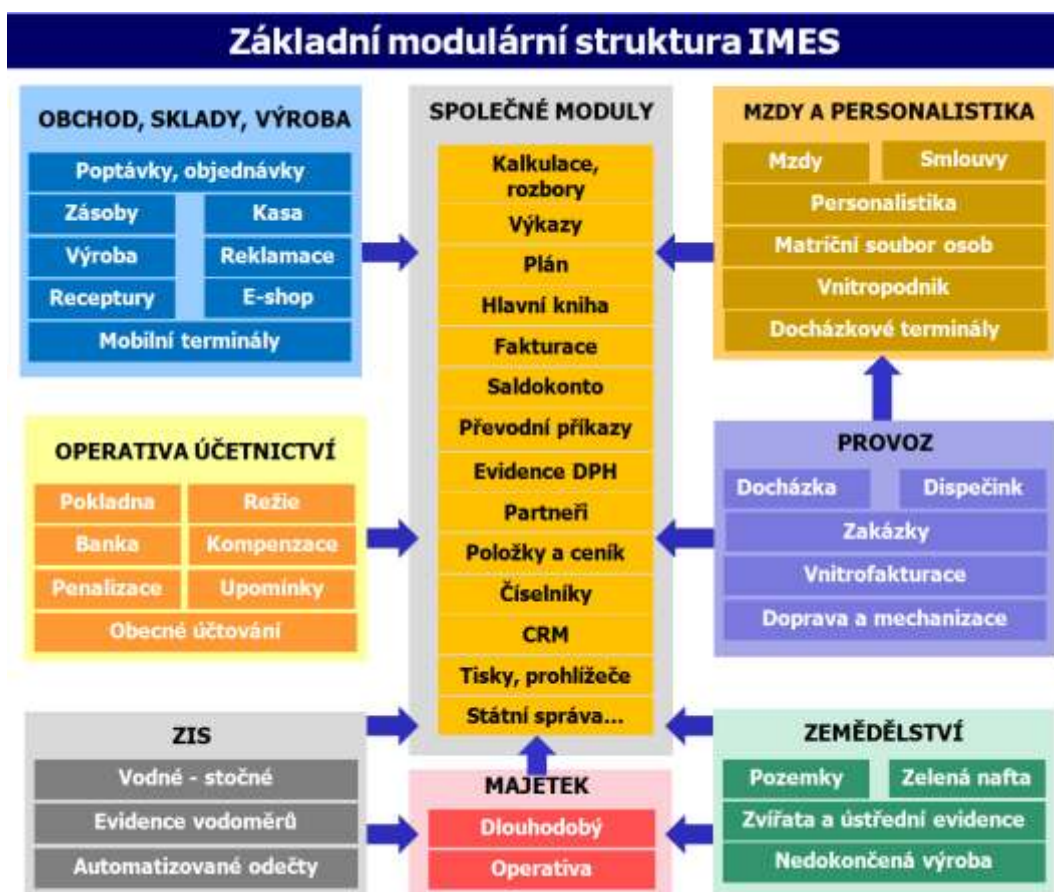 Základní modulární struktura IMES
OBCHOD, SKLADY, VÝROBA
Poptávky, objednávky
Zásoby
Kasa
Výroba
Reklamace
Receptury
E-shop
Mobilní terminály
SPOLEČNÉ MODULY
Kalkulace,
rozbory
Výkazy
Plán
Hlavní kniha
Fakturace
Saldokonto
Převodní příkazy
Evidence DPH
Partneři
Položky a ceník
Číselníky
CRM
Tisky, prohlížeče
Státní správa...
MZDY A PERSONALISTIKA
Mzdy
Smlouvy
Personalistika
Matriční soubor osob
Vnitropodnik
Docházkové terminály
OPERATIVA ÚČETNICTVÍ
Pokladna
Režie
Banka
Kompenzace
Penalizace
Upomínky
Obecné účtování
PROVOZ
Docházka
Dispečink
Zakázky
Vnitrofakturace
Doprava a mechanizace
ZIS
Vodné - stočné
Evidence vodoměrů
Automatizované odečty
MAJETEK
Dlouhodobý
Operativa
ZEMĚDĚLSTVÍ
Pozemky
Zelená nafta
Zvířata a ústřední evidence
Nedokončená výroba